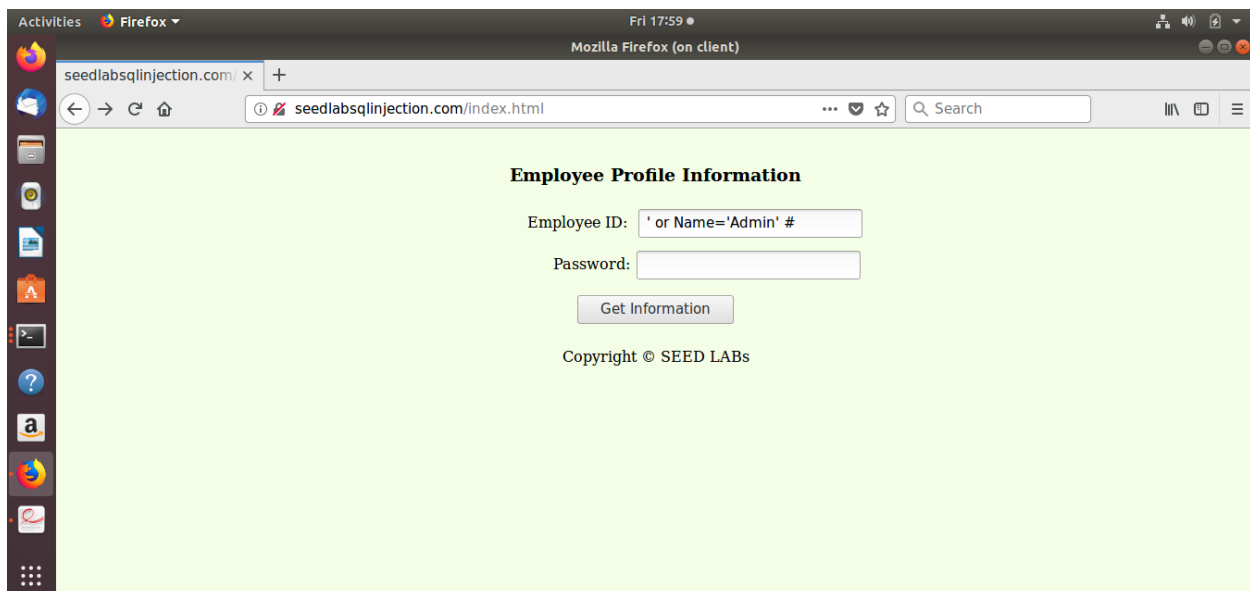 Activities Firefox Fri 17:59
Mozilla Firefox (on client)
seedlabsqlinjection.com/
seedlabsqlinjection.com/index.html Search
Employee Profile Information
Employee ID: ' or Name='Admin' #
Password:
Get Information
Copyright © SEED LABs